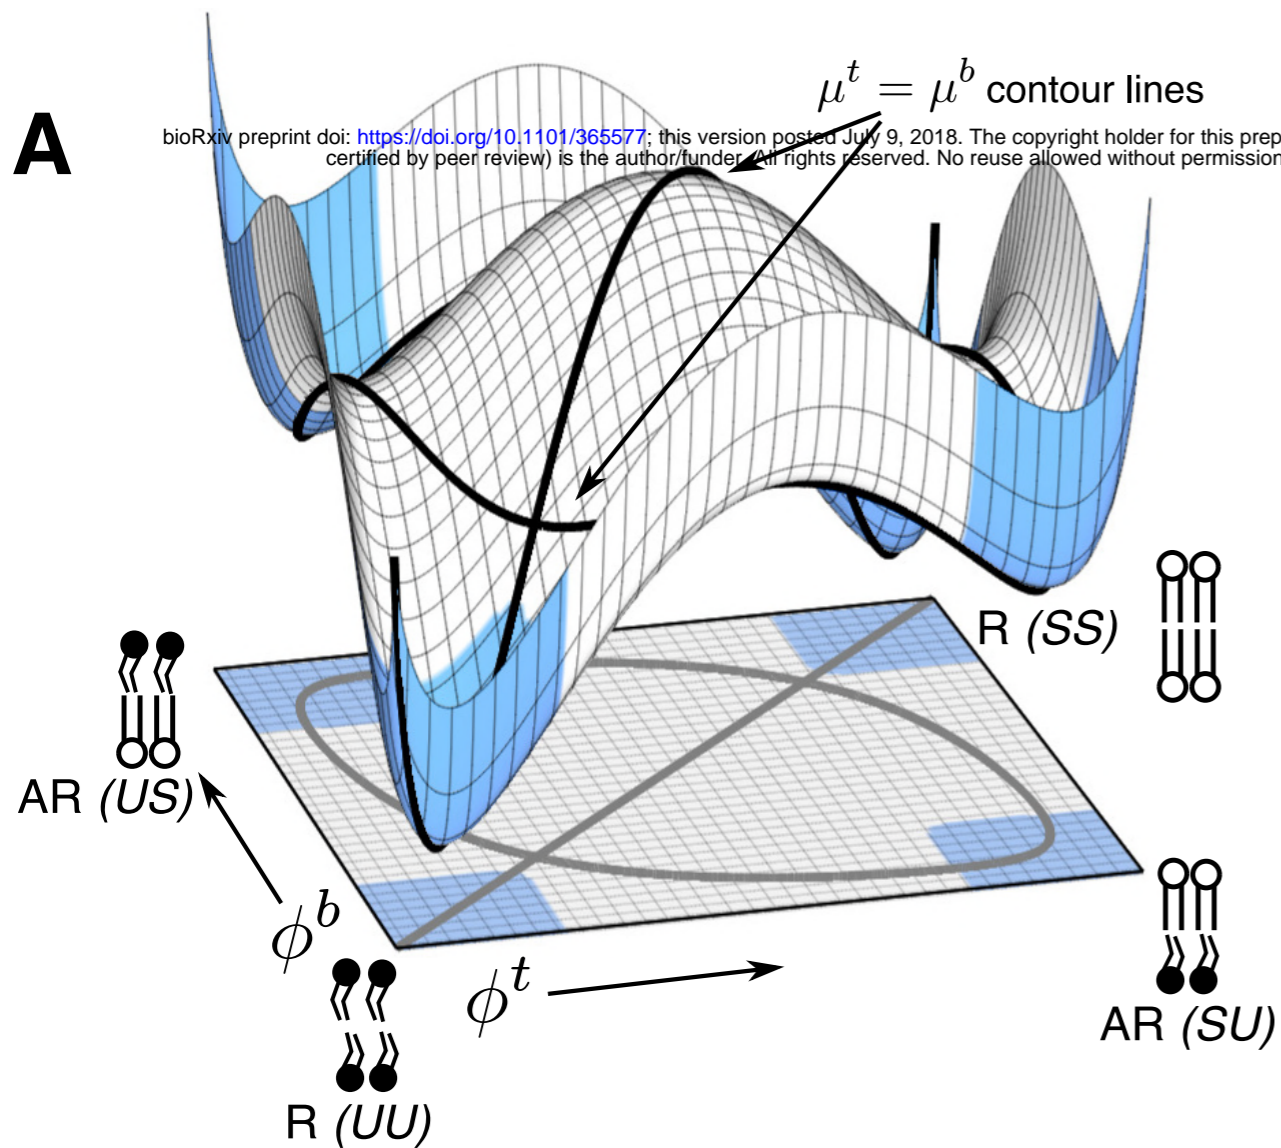 μ^t = μ^b contour lines
A
bioRxiv preprint doi: https://doi.org/10.1101/365577; this version posted July 9, 2018. The copyright holder for this prep
certified by peer review) is the author/funder. All rights reserved. No reuse allowed without permission
R (SS)
AR (US)
ϕ^b
ϕ^t
AR (SU)
R (UU)